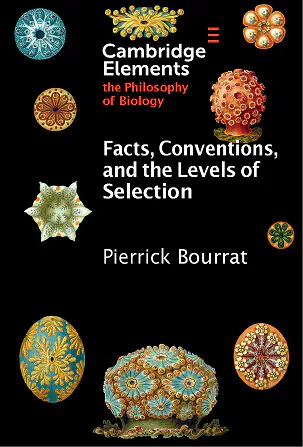 Cambridge
Elements
the Philosophy
of Biology
Facts, Conventions,
and the Levels of
Selection
Pierrick Bourrat